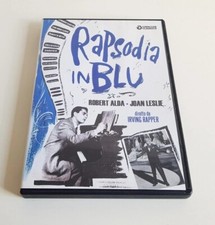 RAPSODIA
IN BLU
ROBERT ALDA - JOAN LESLIE
diretto da
IRVING RAPPER